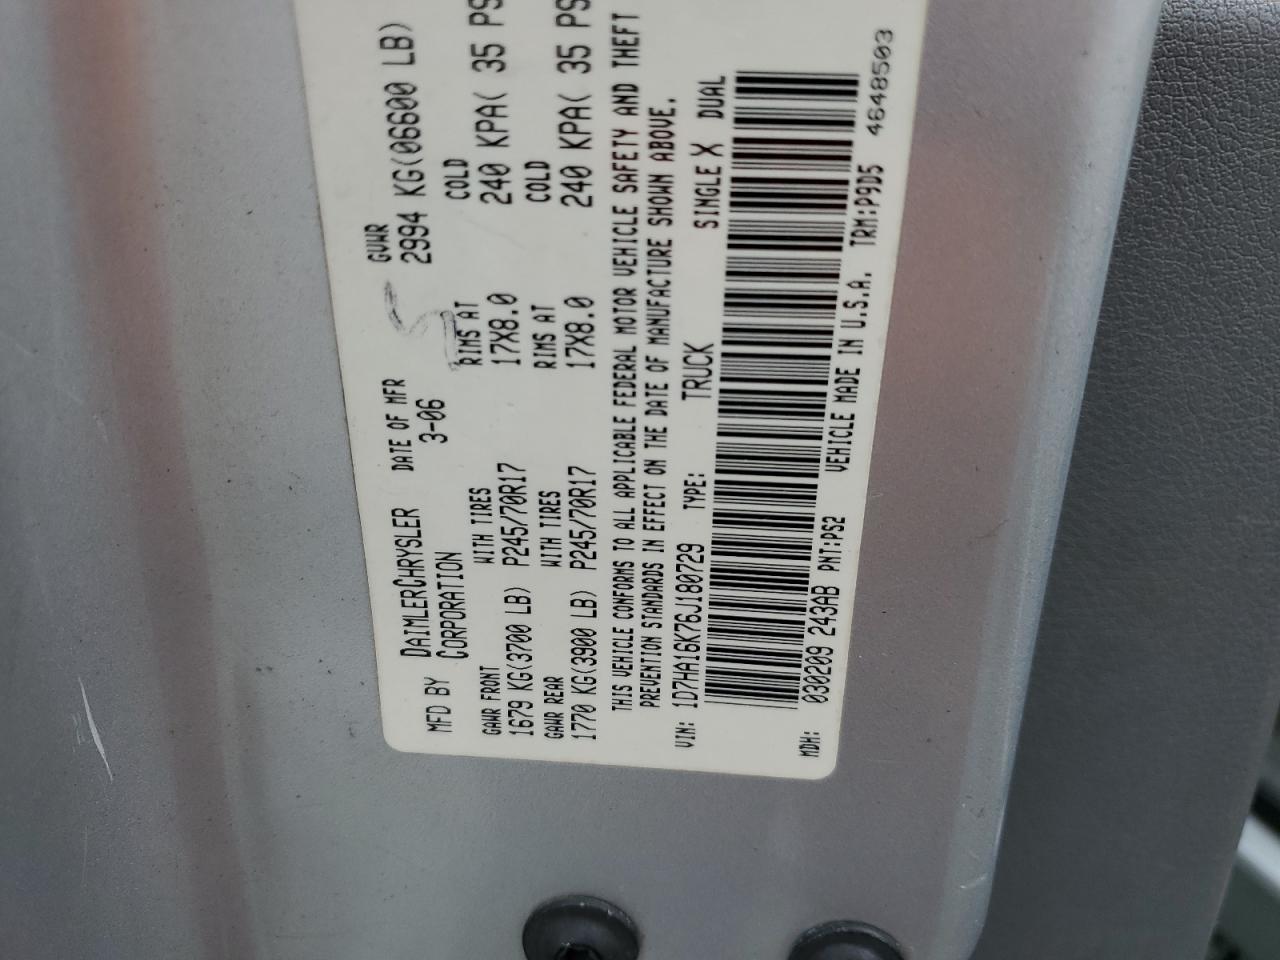 MFD BY DAIMLERCHRYSLER CORPORATION DATE OF MFR 3-06 GVWR 2994 KG(06600 LB)
GAWR FRONT WITH TIRES RIMS AT COLD
1679 KG(3700 LB) P245/70R17 17X8.0 240 KPA( 35 PS
GAWR REAR WITH TIRES RIMS AT COLD
1770 KG(3900 LB) P245/70R17 17X8.0 240 KPA( 35 PS
THIS VEHICLE CONFORMS TO ALL APPLICABLE FEDERAL MOTOR VEHICLE SAFETY AND THEFT
PREVENTION STANDARDS IN EFFECT ON THE DATE OF MANUFACTURE SHOWN ABOVE.
VIN: 1D7HA16K76J180729 TYPE: TRUCK SINGLE X DUAL
MDH: 030209 243AB PNT:PS2 VEHICLE MADE IN U.S.A. TRM:P9D5 4648503